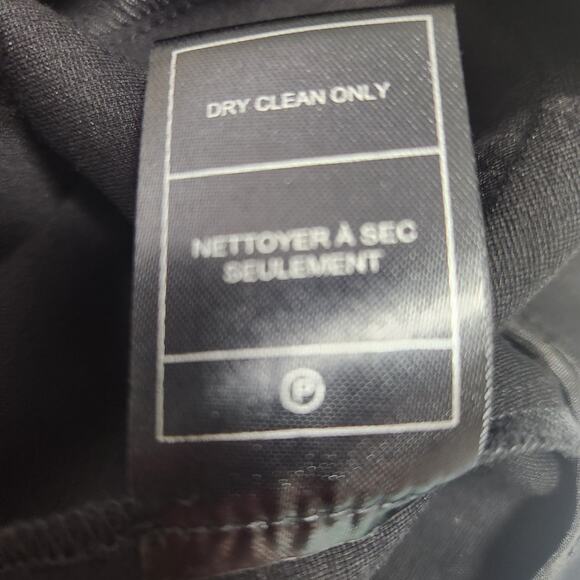 DRY CLEAN ONLY
NETTOYER À SEC
SEULEMENT
P